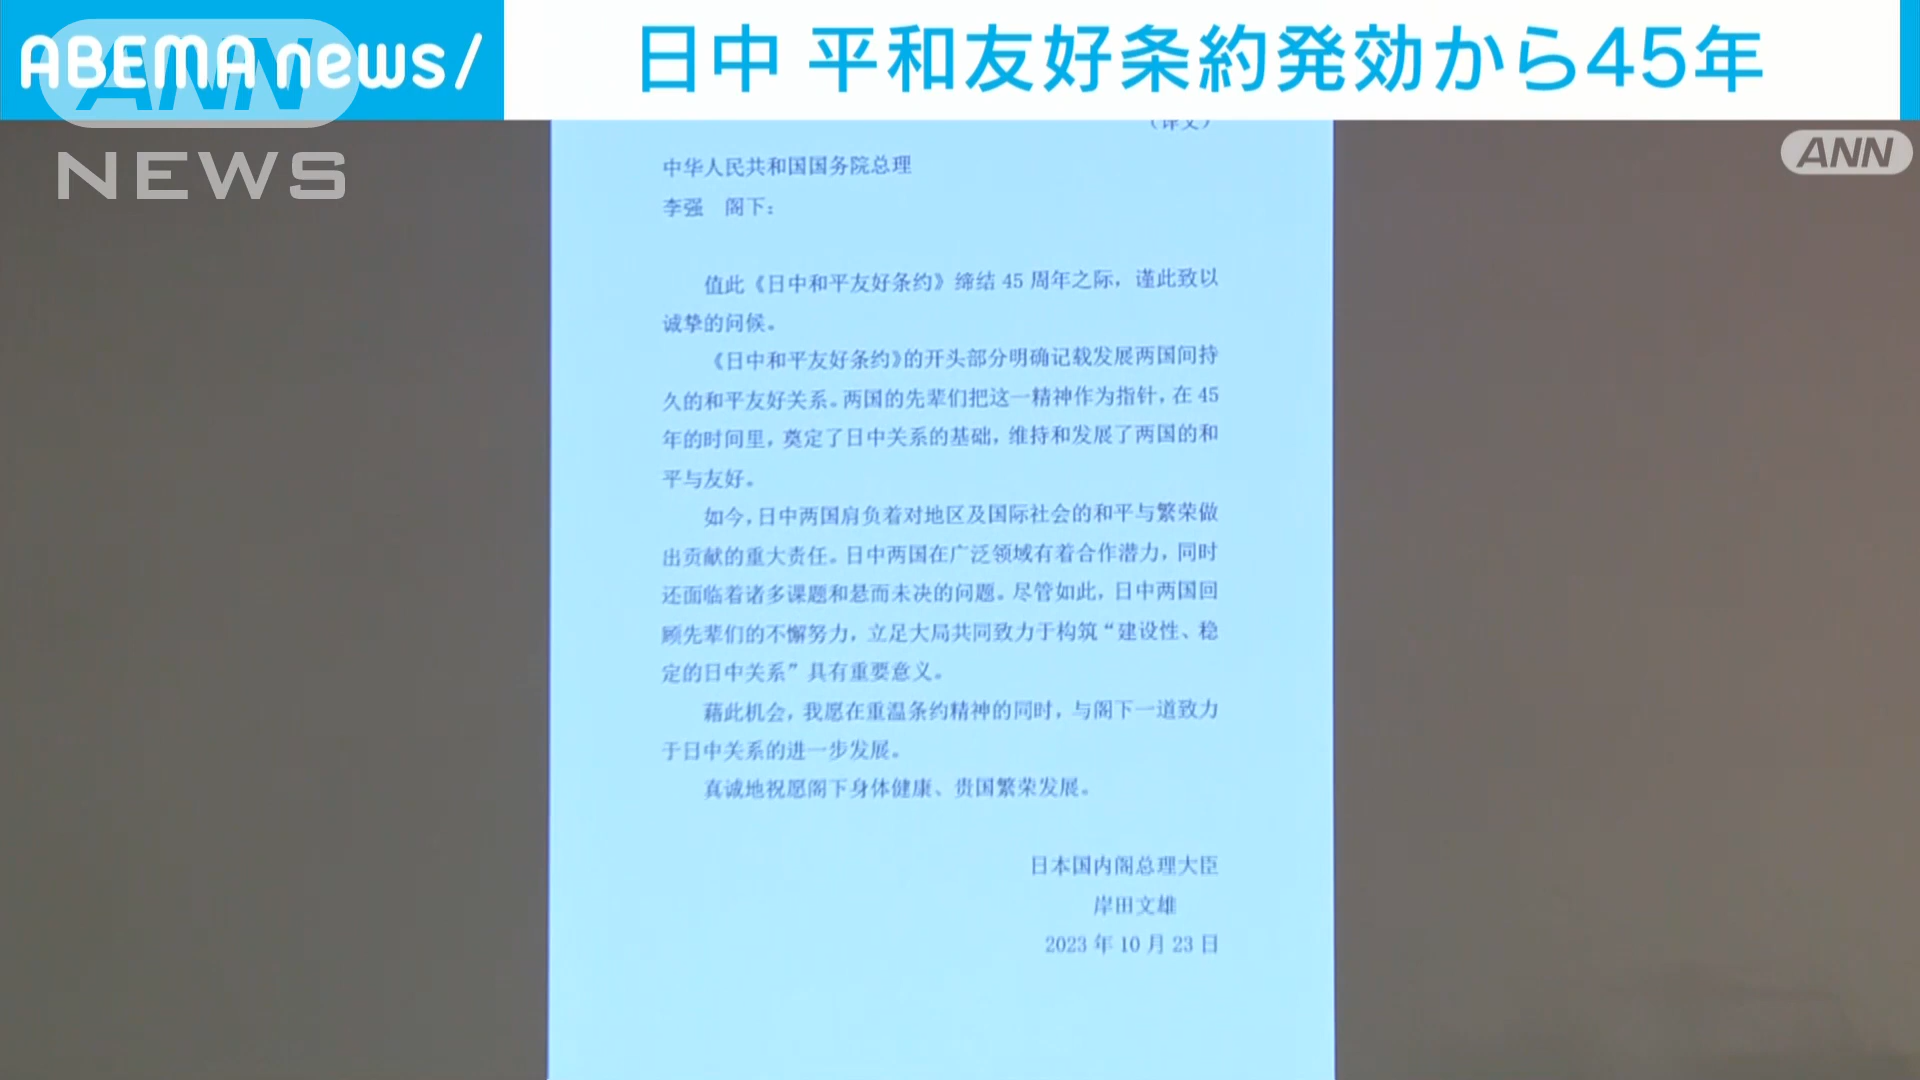 ABEMA news/
日中 平和友好条約発効から45年
ANN
NEWS
ANN
（译文）
中华人民共和国国务院总理
李强　阁下：
值此《日中和平友好条约》缔结 45 周年之际，谨此致以
诚挚的问候。
《日中和平友好条约》的开头部分明确记载发展两国间持
久的和平友好关系。两国的先辈们把这一精神作为指针，在 45
年的时间里，奠定了日中关系的基础，维持和发展了两国的和
平与友好。
如今，日中两国肩负着对地区及国际社会的和平与繁荣做
出贡献的重大责任。日中两国在广泛领域有着合作潜力，同时
还面临着诸多课题和悬而未决的问题。尽管如此，日中两国回
顾先辈们的不懈努力，立足大局共同致力于构筑“建设性、稳
定的日中关系”具有重要意义。
藉此机会，我愿在重温条约精神的同时，与阁下一道致力
于日中关系的进一步发展。
真诚地祝愿阁下身体健康、贵国繁荣发展。
日本国内阁总理大臣
岸田文雄
2023 年 10 月 23 日